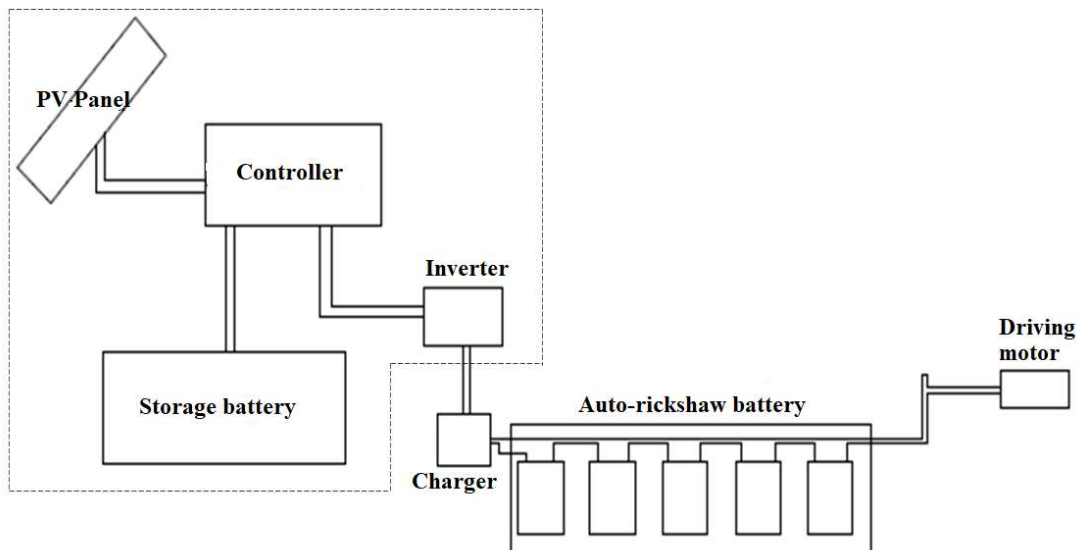 PV-Panel
Controller
Inverter
Storage battery
Charger
Auto-rickshaw battery
Driving
motor